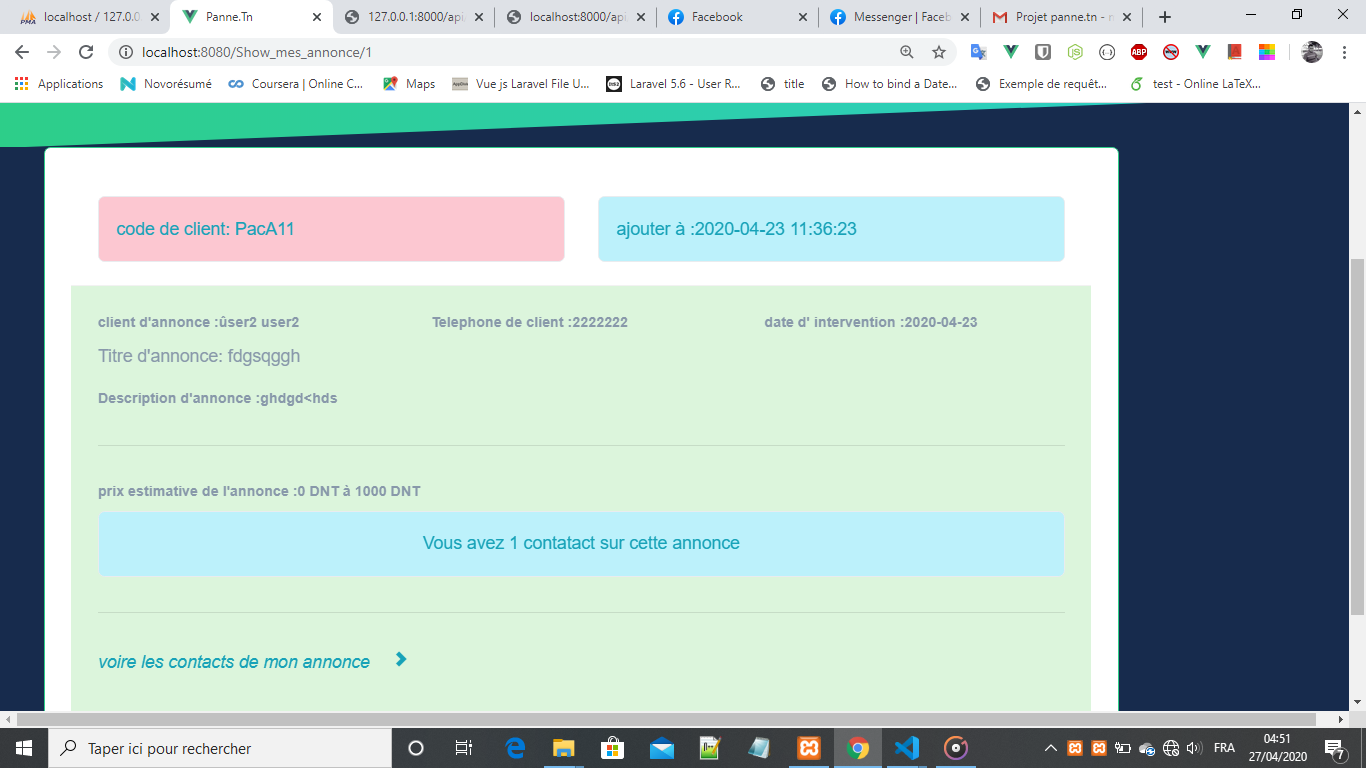 localhost / 127.0.0
Panne.Tn
127.0.0.1:8000/api
localhost:8000/api
Facebook
Messenger | Faceb
Projet panne.tn - r
localhost:8080/Show_mes_annonce/1
Applications
Novorésumé
Coursera | Online C...
Maps
Vue js Laravel File U...
Laravel 5.6 - User R...
title
How to bind a Date...
Exemple de requêt...
test - Online LaTeX...
code de client: PacA11
ajouter à :2020-04-23 11:36:23
client d'annonce :ûser2 user2
Telephone de client :2222222
date d' intervention :2020-04-23
Titre d'annonce: fdgsqggh
Description d'annonce :ghdgd<hds
prix estimative de l'annonce :0 DNT à 1000 DNT
Vous avez 1 contatact sur cette annonce
voire les contacts de mon annonce
Taper ici pour rechercher
FRA
04:51
27/04/2020
7